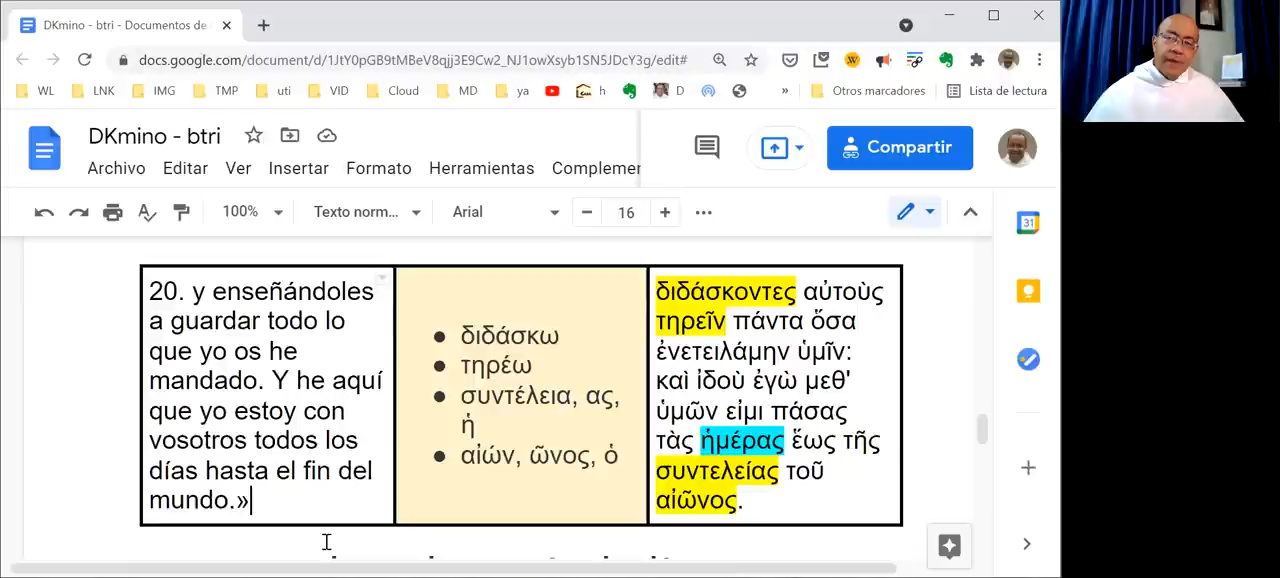 DKmino - btri - Documentos de
docs.google.com/document/d/1JtY0pGB9tMBeV8qjj3E9Cw2_NJ1owXsyb1SN5JDcY3g/edit#
WL LNK IMG TMP uti VID Cloud MD ya h D » Otros marcadores Lista de lectura
DKmino - btri
Compartir
Archivo Editar Ver Insertar Formato Herramientas Complemen
100% Texto norm... Arial 16
31
20. y enseñándoles
a guardar todo lo
que yo os he
mandado. Y he aquí
que yo estoy con
vosotros todos los
días hasta el fin del
mundo.»
● διδάσκω
● τηρέω
● συντέλεια, ας,
ἡ
● αἰών, ῶνος, ὁ
διδάσκοντες αὐτοὺς
τηρεῖν πάντα ὅσα
ἐνετειλάμην ὑμῖν:
καὶ ἰδοὺ ἐγὼ μεθ'
ὑμῶν εἰμι πάσας
τὰς ἡμέρας ἕως τῆς
συντελείας τοῦ
αἰῶνος.